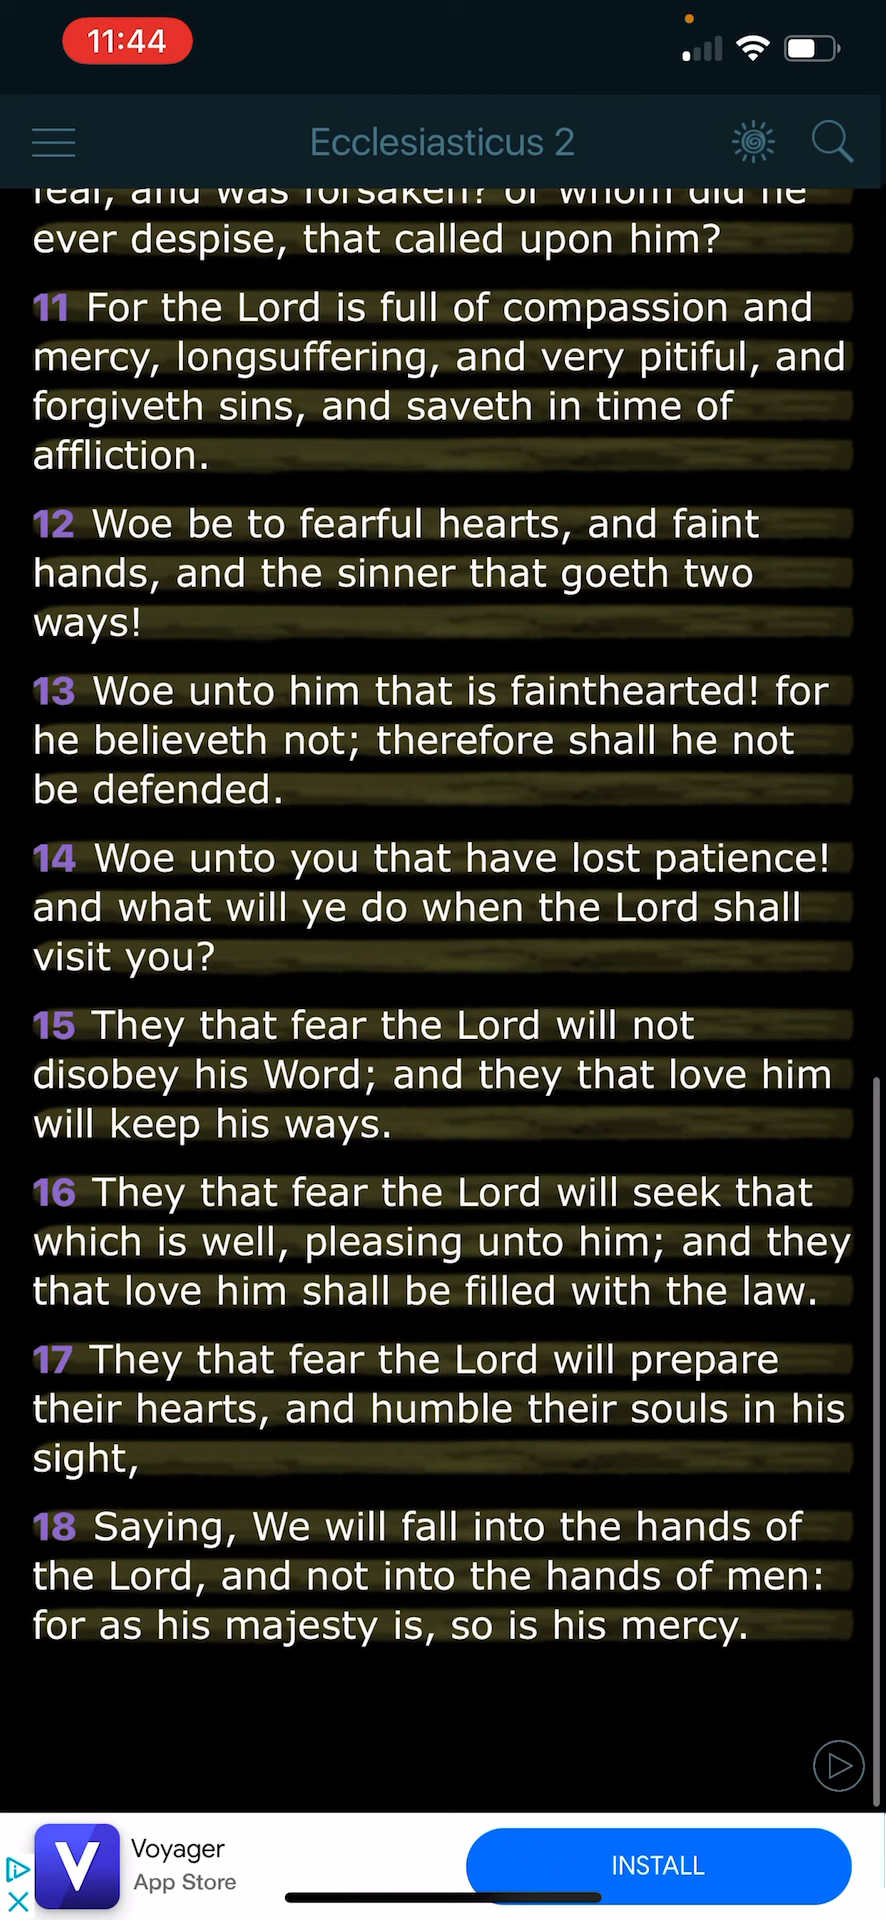 11:44
Ecclesiasticus 2
fear, and was forsaken? or whom did he
ever despise, that called upon him?
11 For the Lord is full of compassion and
mercy, longsuffering, and very pitiful, and
forgiveth sins, and saveth in time of
affliction.
12 Woe be to fearful hearts, and faint
hands, and the sinner that goeth two
ways!
13 Woe unto him that is fainthearted! for
he believeth not; therefore shall he not
be defended.
14 Woe unto you that have lost patience!
and what will ye do when the Lord shall
visit you?
15 They that fear the Lord will not
disobey his Word; and they that love him
will keep his ways.
16 They that fear the Lord will seek that
which is well, pleasing unto him; and they
that love him shall be filled with the law.
17 They that fear the Lord will prepare
their hearts, and humble their souls in his
sight,
18 Saying, We will fall into the hands of
the Lord, and not into the hands of men:
for as his majesty is, so is his mercy.
V
Voyager
App Store
INSTALL